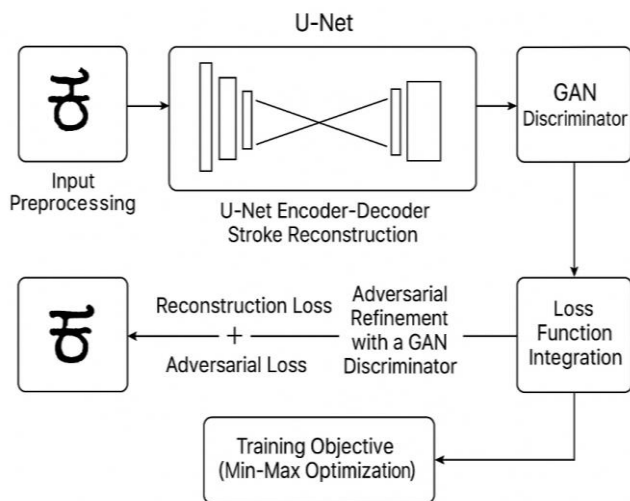 U-Net
GAN
Discriminator
Input
Preprocessing
U-Net Encoder-Decoder
Stroke Reconstruction
Reconstruction Loss
+
Adversarial Loss
Adversarial
Refinement
with a GAN
Discriminator
Loss
Function
Integration
Training Objective
(Min-Max Optimization)